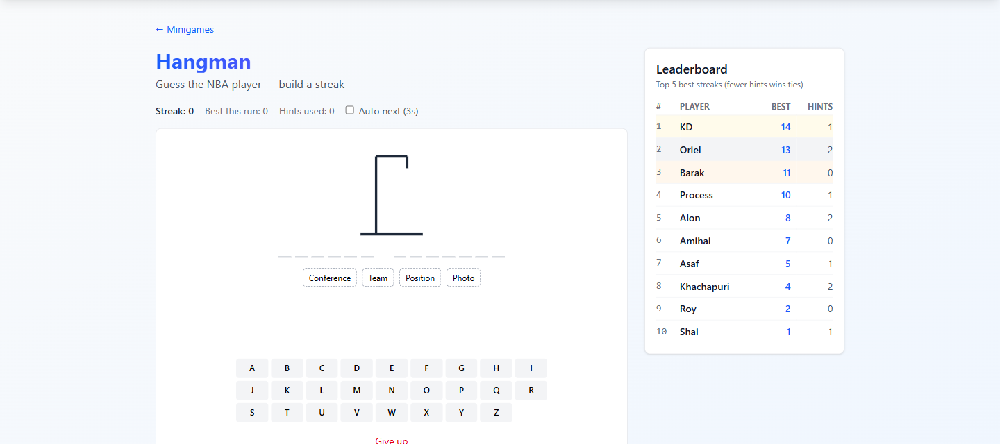 ← Minigames
Hangman
Guess the NBA player — build a streak
Streak: 0 Best this run: 0 Hints used: 0 Auto next (3s)
Conference Team Position Photo
A B C D E F G H I
J K L M N O P Q R
S T U V W X Y Z
Give up
Leaderboard
Top 5 best streaks (fewer hints wins ties)
# PLAYER BEST HINTS
1 KD 14 1
2 Oriel 13 2
3 Barak 11 0
4 Process 10 1
5 Alon 8 2
6 Amihai 7 0
7 Asaf 5 1
8 Khachapuri 4 2
9 Roy 2 0
10 Shai 1 1